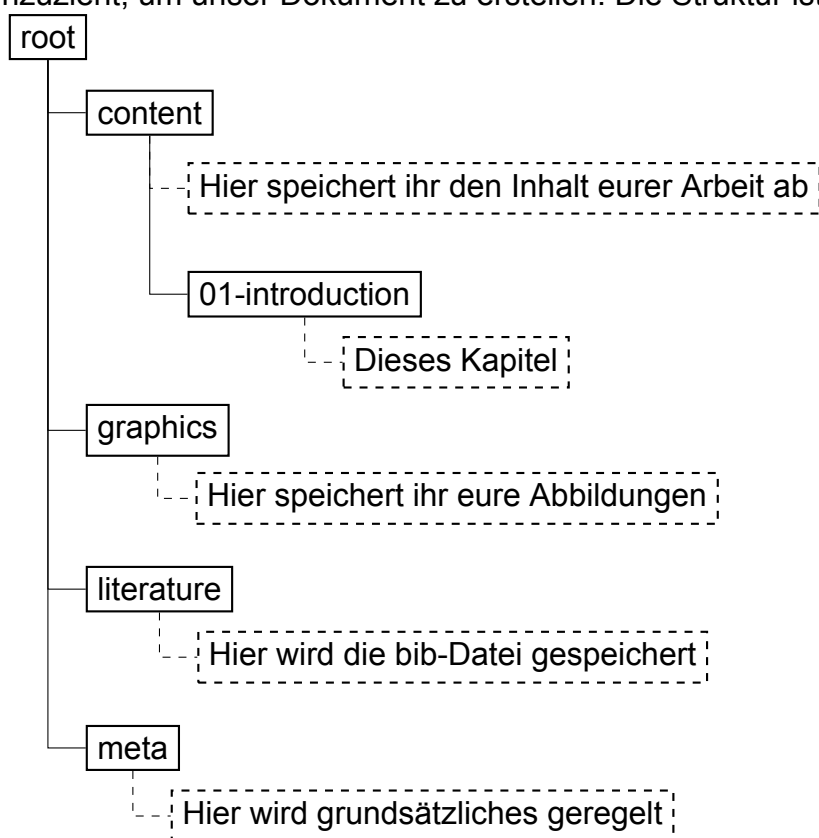 um unser Dokument zu erstellen. Die Struktur ist
root
content
Hier speichert ihr den Inhalt eurer Arbeit ab
01-introduction
Dieses Kapitel
graphics
Hier speichert ihr eure Abbildungen
literature
Hier wird die bib-Datei gespeichert
meta
Hier wird grundsätzliches geregelt